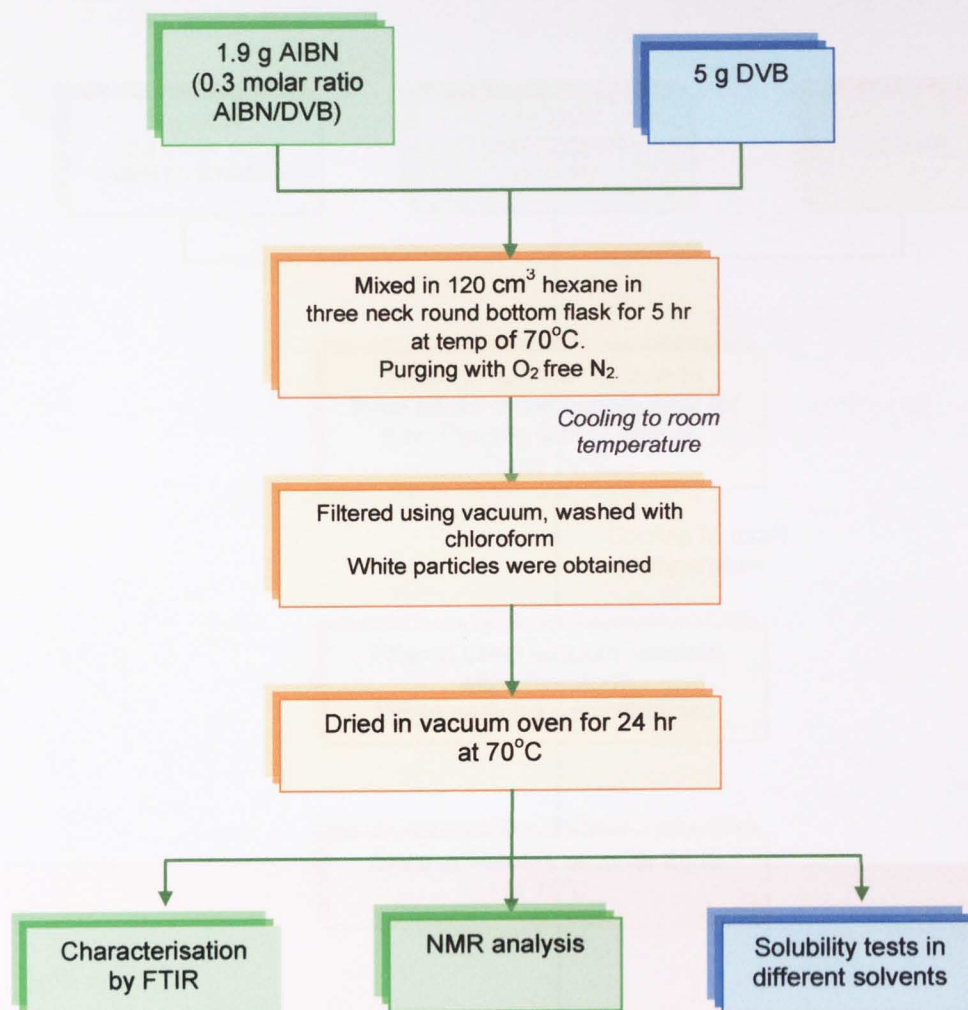 1.9 g AIBN
(0.3 molar ratio
AIBN/DVB)
5 g DVB
Mixed in 120 cm³ hexane in
three neck round bottom flask for 5 hr
at temp of 70°C.
Purging with O₂ free N₂.
Cooling to room
temperature
Filtered using vacuum, washed with
chloroform
White particles were obtained
Dried in vacuum oven for 24 hr
at 70°C
Characterisation
by FTIR
NMR analysis
Solubility tests in
different solvents